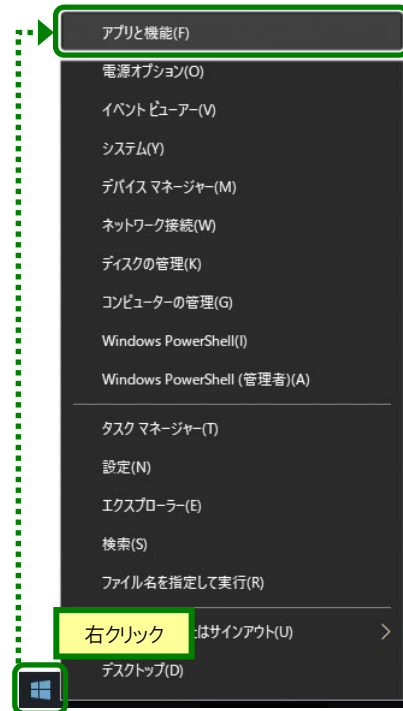 アプリと機能(F)
電源オプション(O)
イベント ビューアー(V)
システム(Y)
デバイス マネージャー(M)
ネットワーク接続(W)
ディスクの管理(K)
コンピューターの管理(G)
Windows PowerShell(I)
Windows PowerShell (管理者)(A)
タスク マネージャー(T)
設定(N)
エクスプローラー(E)
検索(S)
ファイル名を指定して実行(R)
右クリック
はサインアウト(U)
デスクトップ(D)